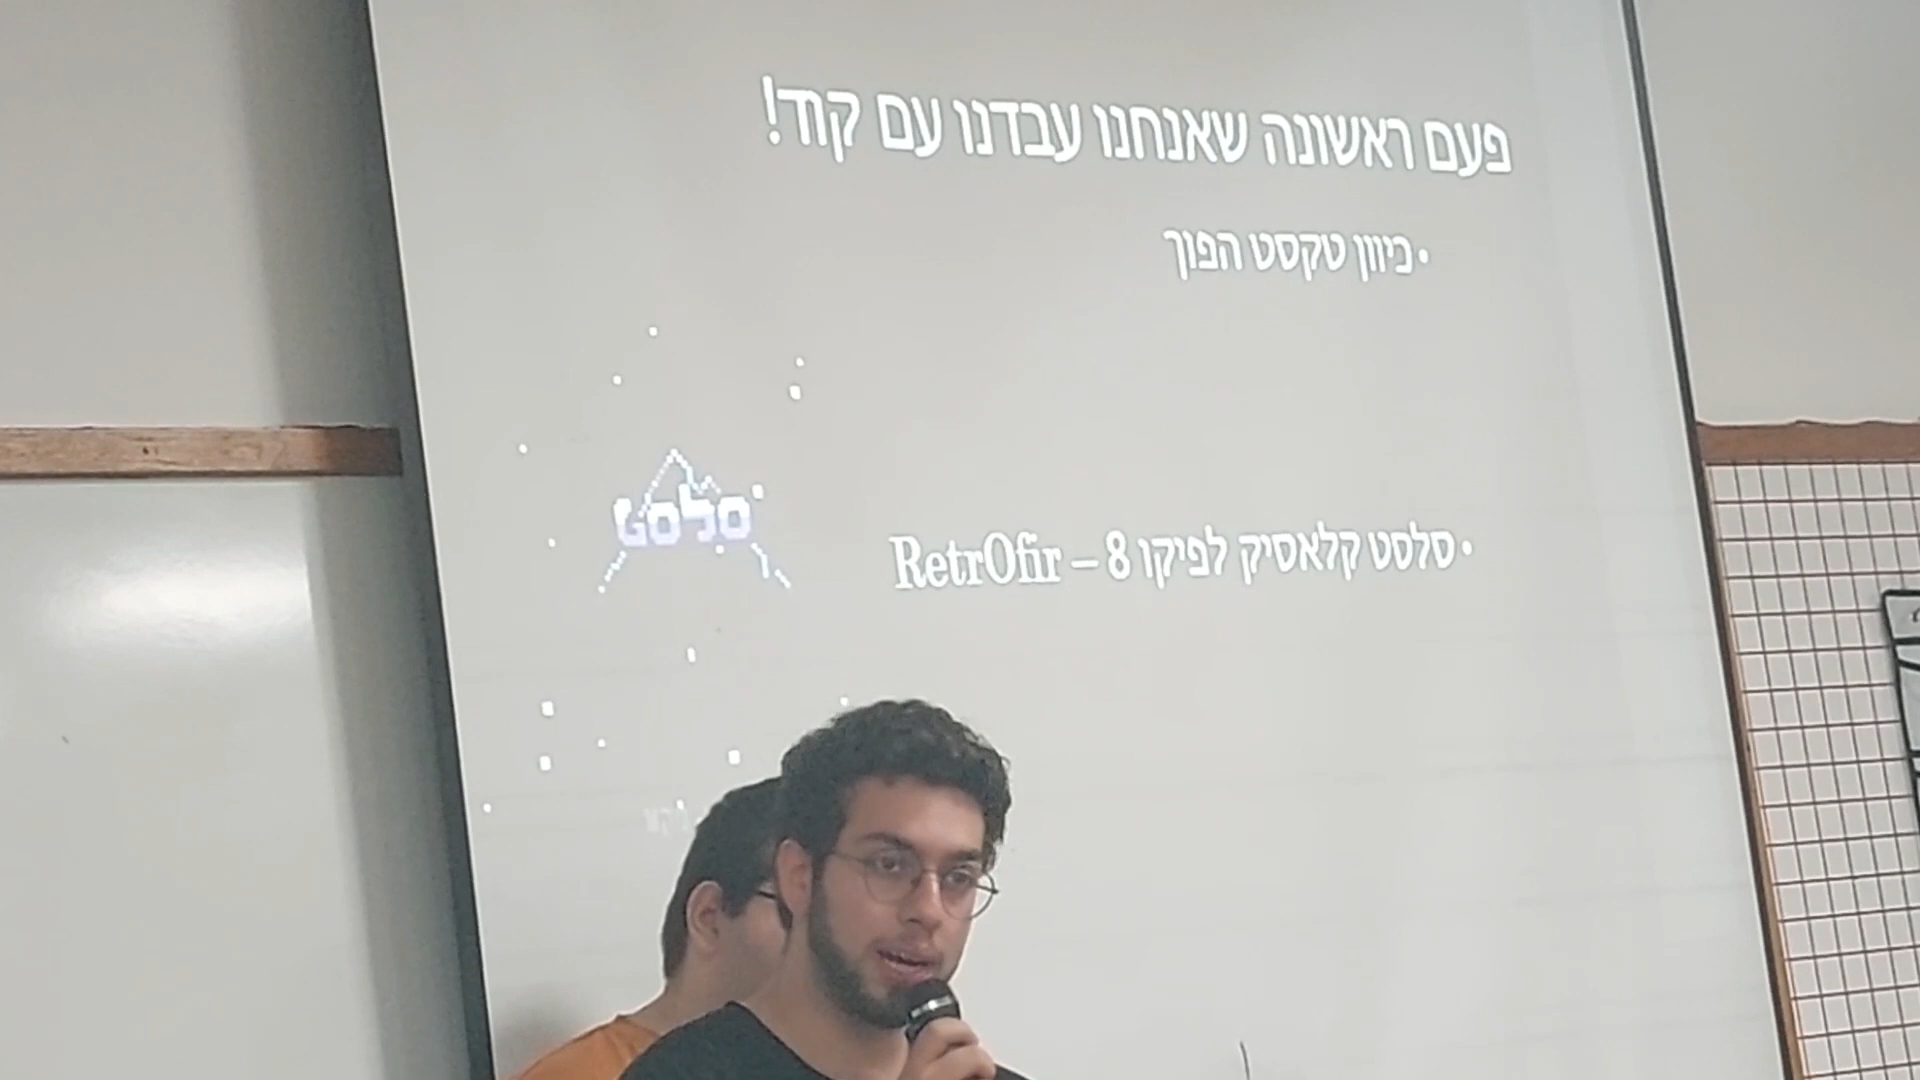 פעם ראשונה שאנחנו עבדנו עם קוד!
• כיוון טקסט הפוך
סלסט
• סלסט קלאסיק לפיקו 8 – RetrOfir